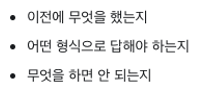 • 이전에 무엇을 했는지
• 어떤 형식으로 답해야 하는지
• 무엇을 하면 안 되는지